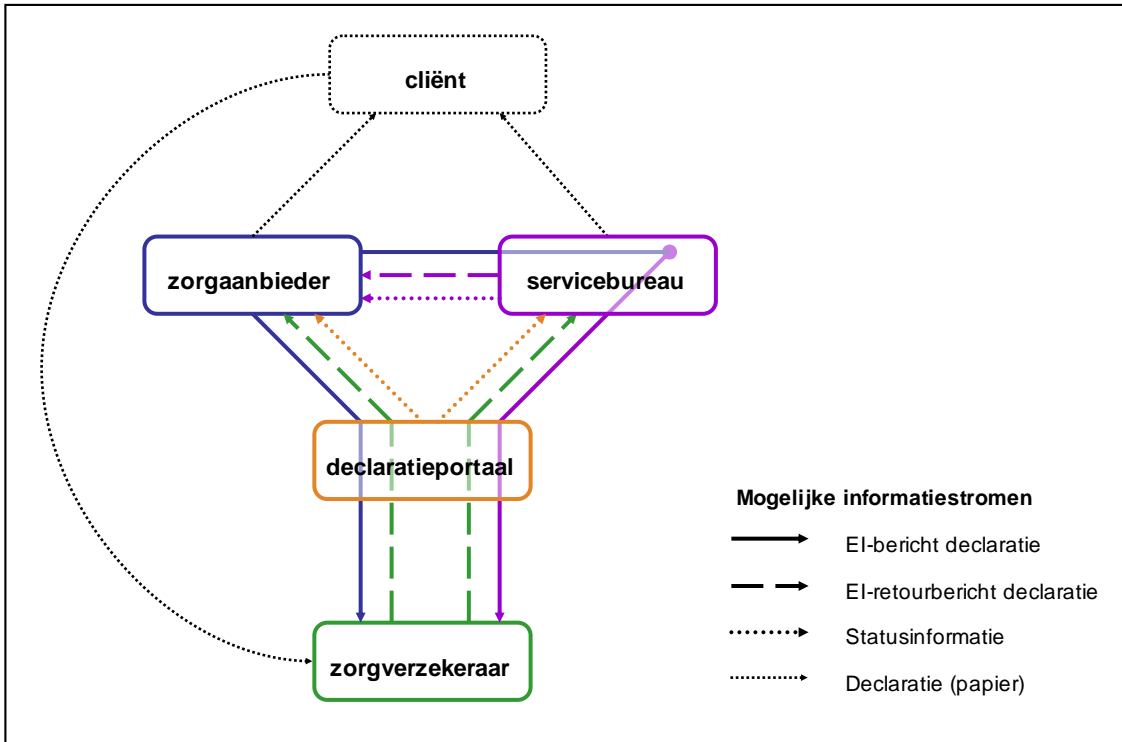 cliënt
zorgaanbieder
servicebureau
declaratieportaal
zorgverzekeraar
Mogelijke informatiestromen
EI-bericht declaratie
EI-retourbericht declaratie
Statusinformatie
Declaratie (papier)